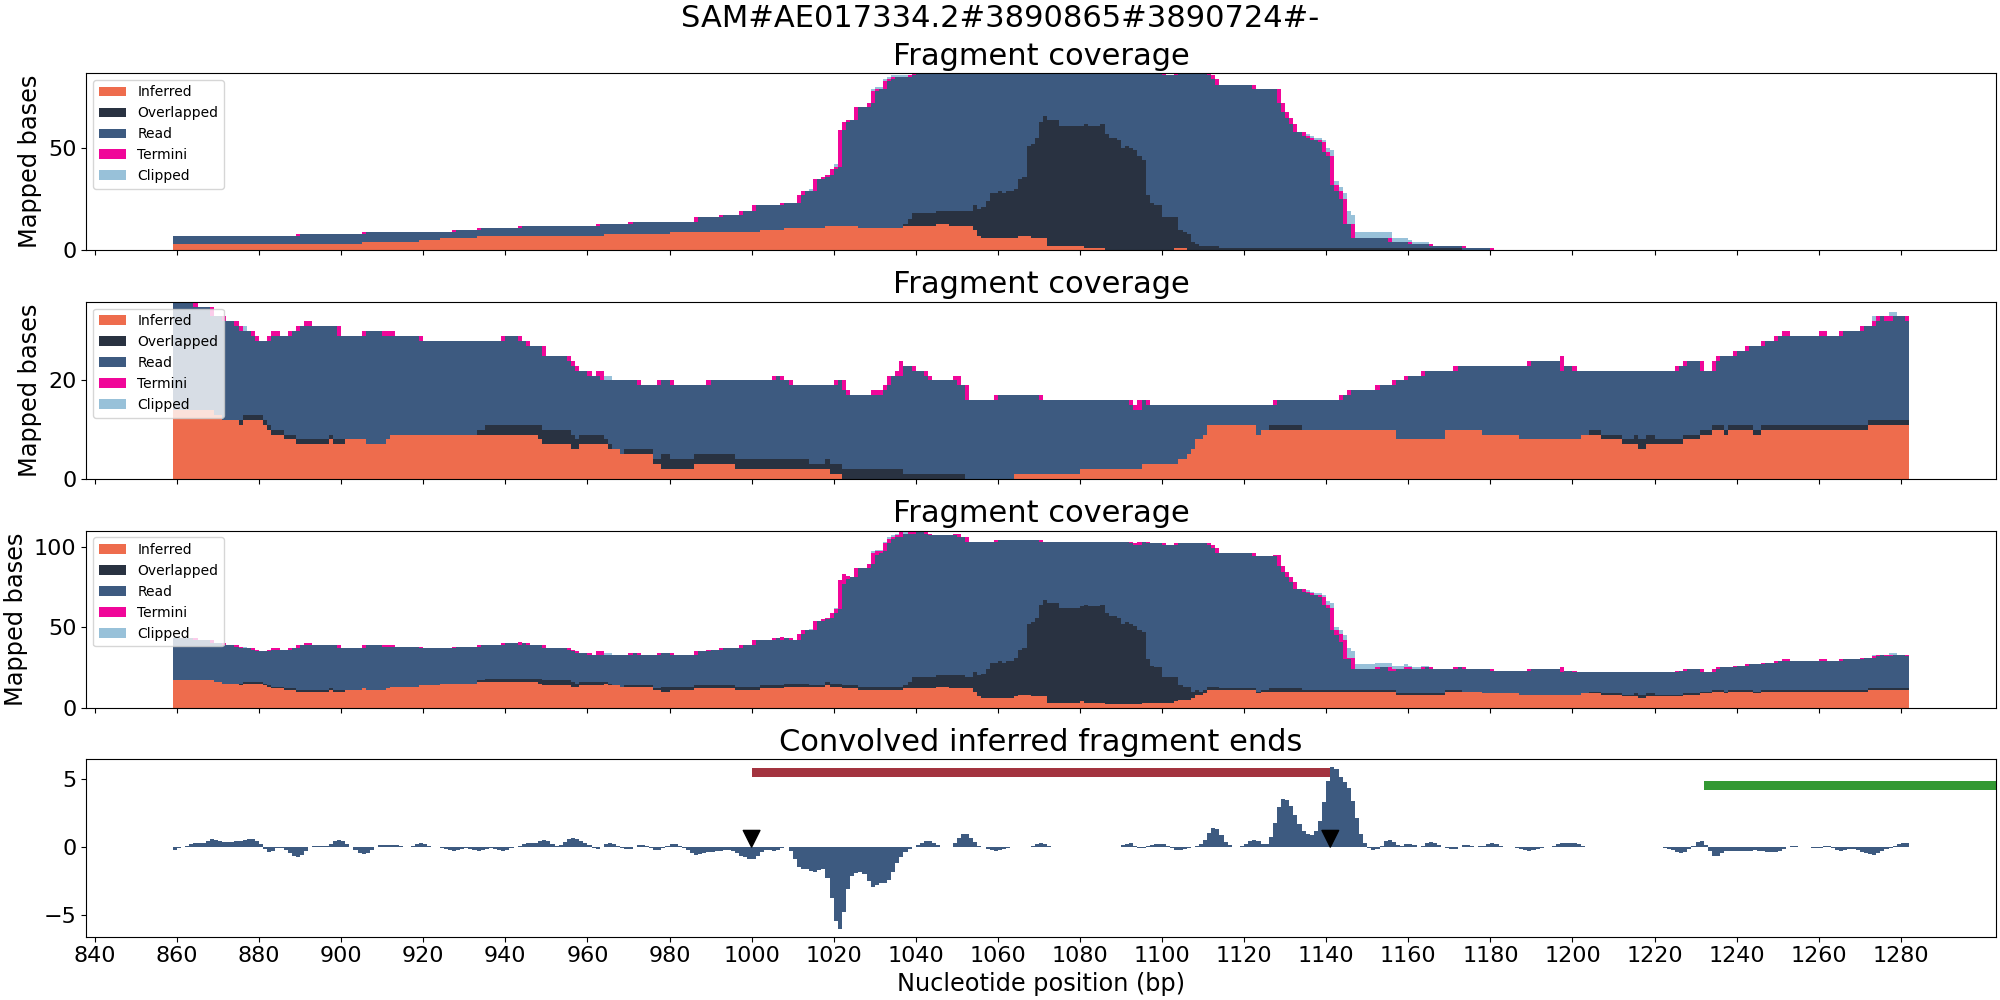 SAM#AE017334.2#3890865#3890724#-
Fragment coverage
Mapped bases
50
0
Inferred
Overlapped
Read
Termini
Clipped
Fragment coverage
Mapped bases
20
0
Inferred
Overlapped
Read
Termini
Clipped
Fragment coverage
Mapped bases
100
50
0
Inferred
Overlapped
Read
Termini
Clipped
Convolved inferred fragment ends
5
0
−5
840 860 880 900 920 940 960 980 1000 1020 1040 1060 1080 1100 1120 1140 1160 1180 1200 1220 1240 1260 1280
Nucleotide position (bp)